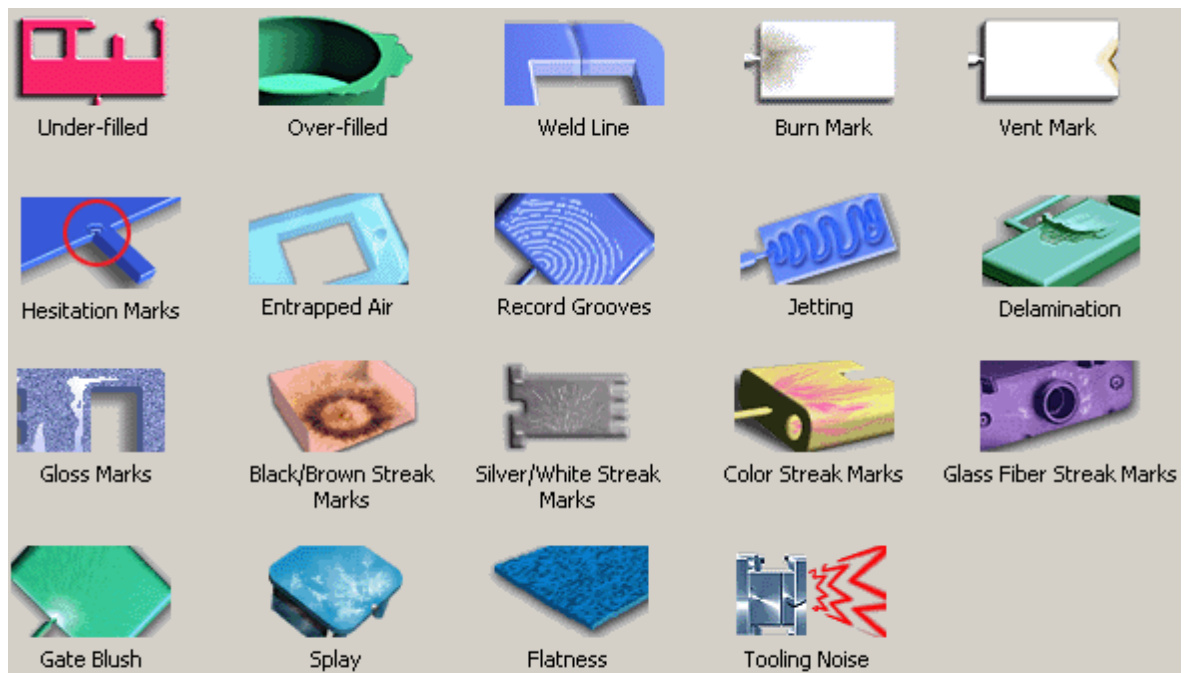 Under-filled
Over-filled
Weld Line
Burn Mark
Vent Mark
Hesitation Marks
Entrapped Air
Record Grooves
Jetting
Delamination
Gloss Marks
Black/Brown Streak
Marks
Silver/White Streak
Marks
Color Streak Marks
Glass Fiber Streak Marks
Gate Blush
Splay
Flatness
Tooling Noise